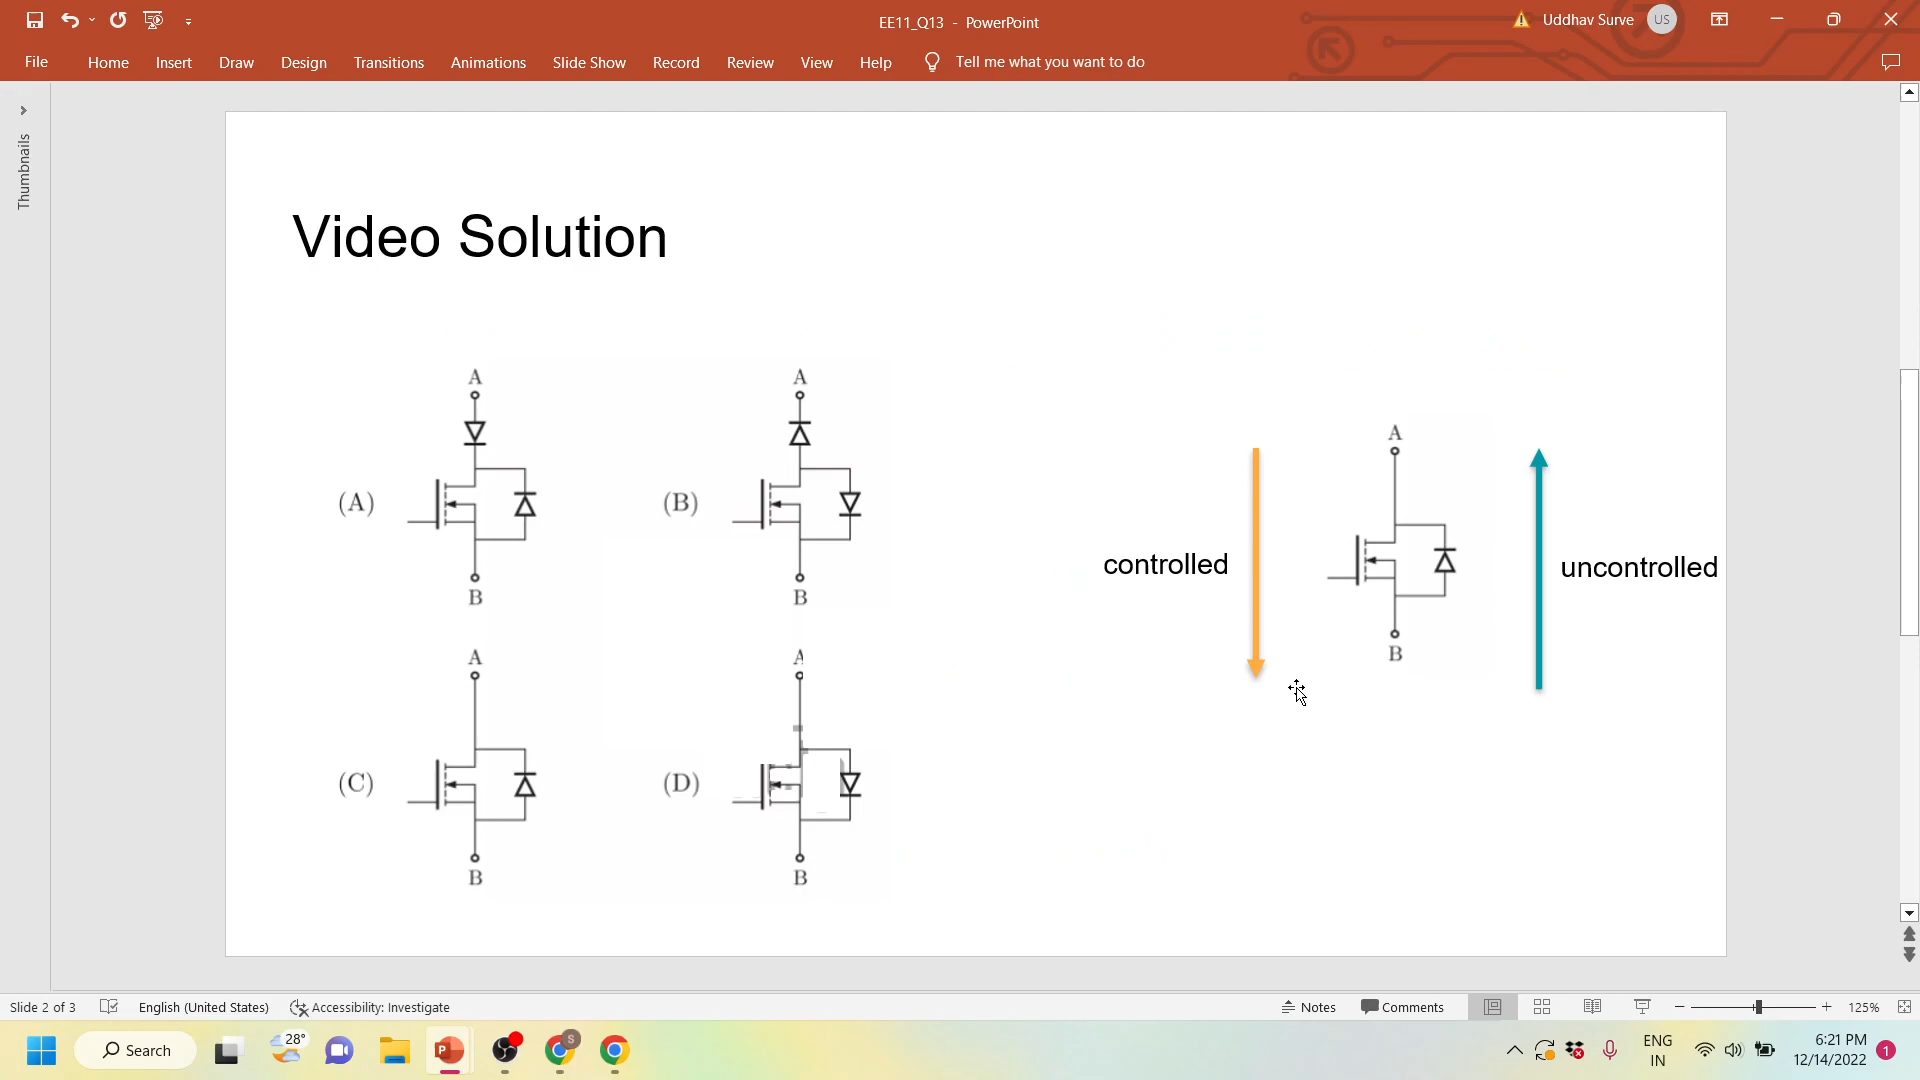 EE11_Q13 - PowerPoint
Uddhav Surve
US
File
Home
Insert
Draw
Design
Transitions
Animations
Slide Show
Record
Review
View
Help
Tell me what you want to do
Thumbnails
Video Solution
A
A
(A)
(B)
B
B
A
A
(C)
(D)
B
B
A
controlled
uncontrolled
B
Slide 2 of 3
English (United States)
Accessibility: Investigate
Notes
Comments
125%
Search
28°
S
ENG
IN
6:21 PM
12/14/2022
1